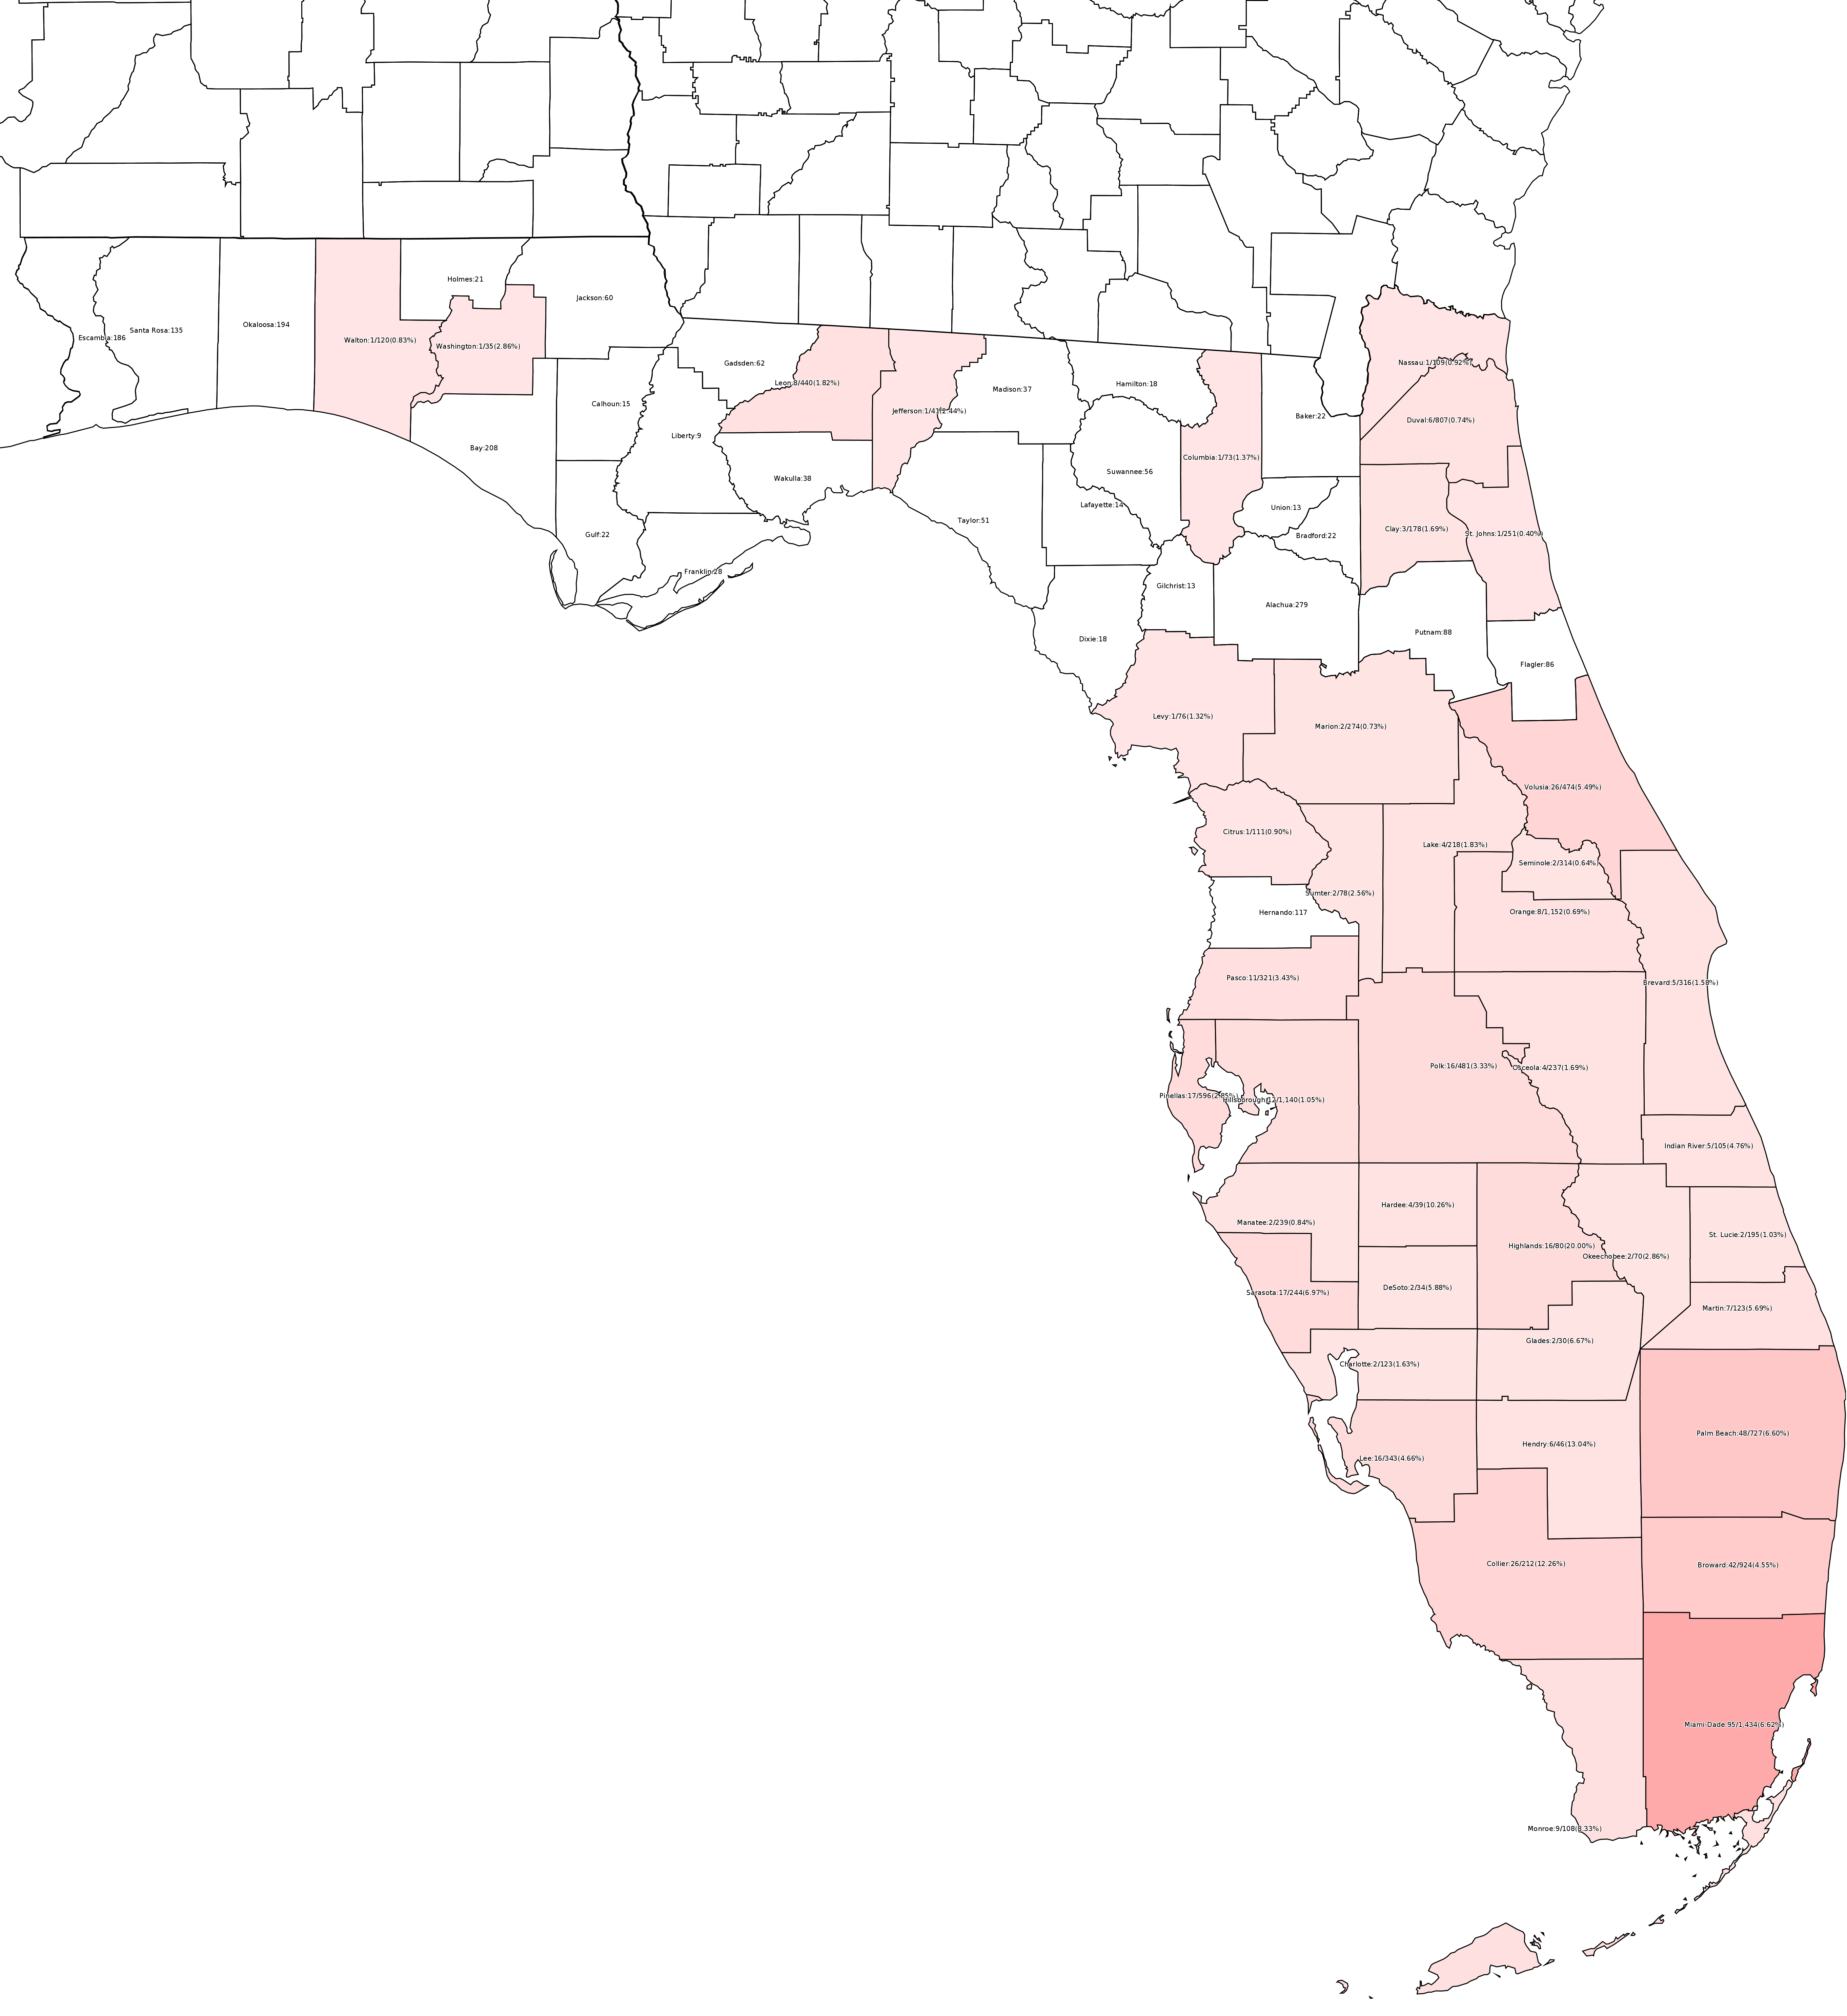 Holmes:21
Jackson:60
Okaloosa:194
Santa Rosa:135
Escambia:186
Walton:1/120(0.83%)
Washington:1/35(2.86%)
Gadsden:62
Nassau:1/109(0.92%)
Leon:8/440(1.82%)
Hamilton:18
Madison:37
Calhoun:15
Jefferson:1/41(2.44%)
Baker:22
Duval:6/807(0.74%)
Liberty:9
Bay:208
Columbia:1/73(1.37%)
Suwannee:56
Wakulla:38
Lafayette:14
Union:13
Taylor:51
Clay:3/178(1.69%)
St. Johns:1/251(0.40%)
Gulf:22
Bradford:22
Franklin:28
Gilchrist:13
Alachua:279
Putnam:88
Dixie:18
Flagler:86
Levy:1/76(1.32%)
Marion:2/274(0.73%)
Volusia:26/474(5.49%)
Citrus:1/111(0.90%)
Lake:4/218(1.83%)
Seminole:2/314(0.64%)
Sumter:2/78(2.56%)
Hernando:117
Orange:8/1,152(0.69%)
Pasco:11/321(3.43%)
Brevard:5/316(1.58%)
Polk:16/481(3.33%)
Osceola:4/237(1.69%)
Pinellas:17/596(2.85%)
Hillsborough:12/1,140(1.05%)
Indian River:5/105(4.76%)
Hardee:4/39(10.26%)
Manatee:2/239(0.84%)
St. Lucie:2/195(1.03%)
Highlands:16/80(20.00%)
Okeechobee:2/70(2.86%)
DeSoto:2/34(5.88%)
Sarasota:17/244(6.97%)
Martin:7/123(5.69%)
Glades:2/30(6.67%)
Charlotte:2/123(1.63%)
Palm Beach:48/727(6.60%)
Hendry:6/46(13.04%)
Lee:16/343(4.66%)
Collier:26/212(12.26%)
Broward:42/924(4.55%)
Miami-Dade:95/1,434(6.62%)
Monroe:9/108(8.33%)